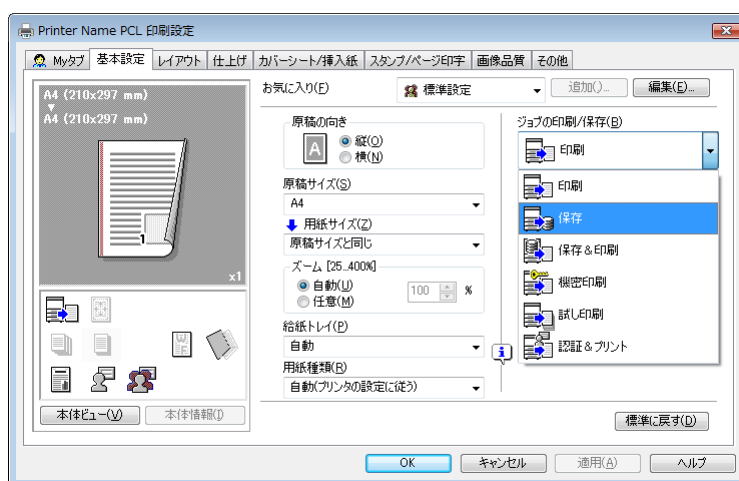 Printer Name PCL 印刷設定
Myタブ 基本設定 レイアウト 仕上げ カバーシート/挿入紙 スタンプ/ページ印字 画像品質 その他
A4 (210x297 mm)
A4 (210x297 mm)
1
x1
お気に入り(F) 標準設定 追加()... 編集(E)...
原稿の向き
A
縦(O)
横(N)
原稿サイズ(S)
A4
用紙サイズ(Z)
原稿サイズと同じ
ズーム [25..400%]
自動(U)
任意(M)
100 %
給紙トレイ(P)
自動
用紙種類(R)
自動(プリンタの設定に従う)
ジョブの印刷/保存(B)
印刷
印刷
保存
保存 & 印刷
機密印刷
試し印刷
認証 & プリント
W
F
本体ビュー(V) 本体情報(I)
標準に戻す(D)
OK キャンセル 適用(A) ヘルプ